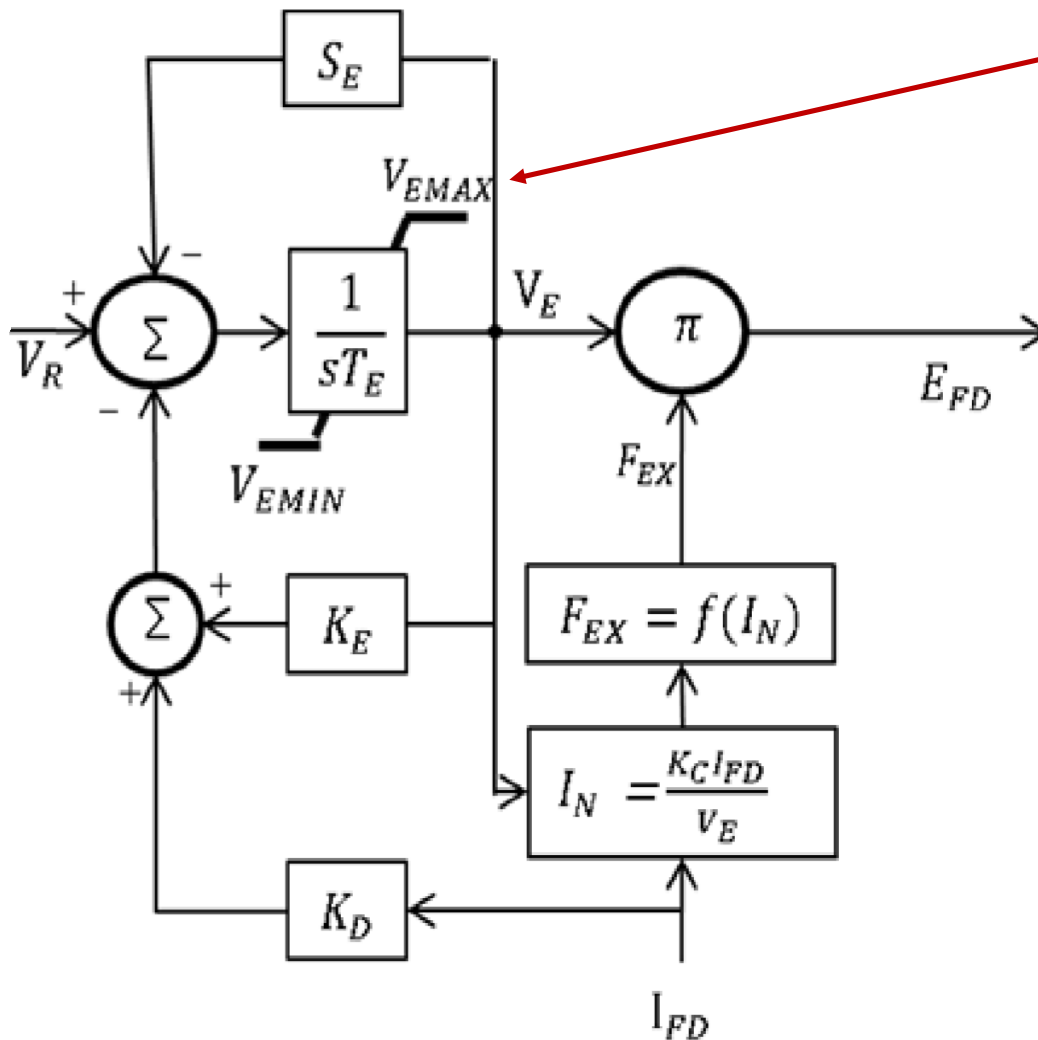 S_E
V_EMAX
−
+
Σ
1
sT_E
V_E
π
V_R
−
E_FD
V_EMIN
F_EX
+
Σ
K_E
F_EX = f(I_N)
+
I_N = K_C I_FD
V_E
K_D
I_FD